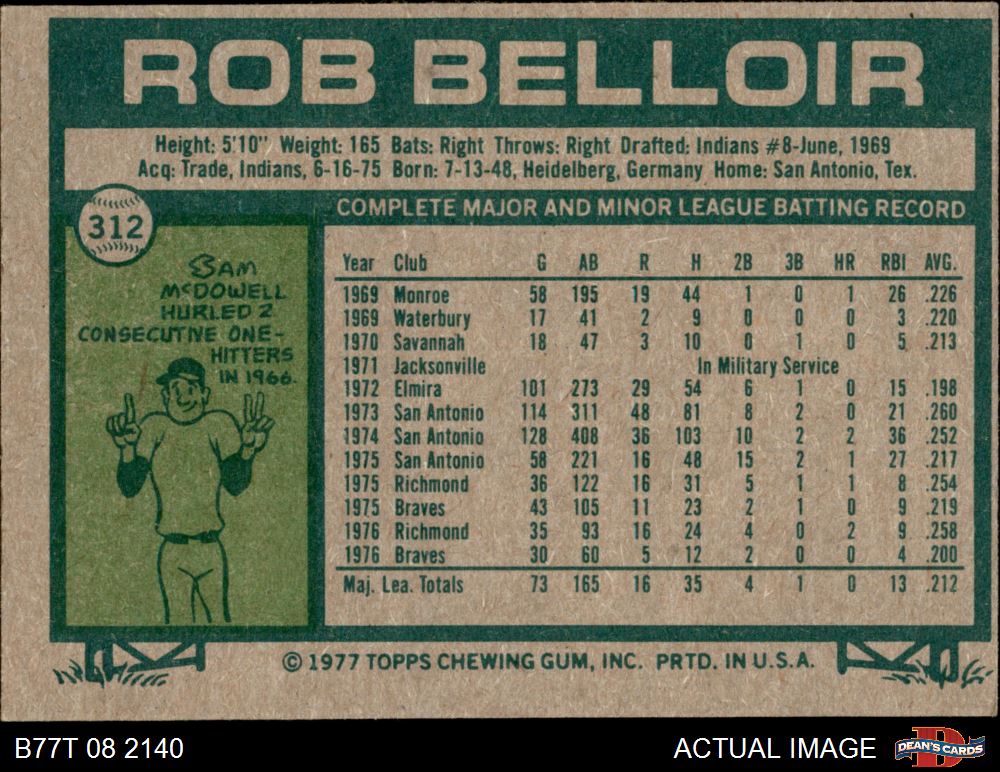 ROB BELLOIR
Height: 5'10" Weight: 165 Bats: Right Throws: Right Drafted: Indians #8-June, 1969
Acq: Trade, Indians, 6-16-75 Born: 7-13-48, Heidelberg, Germany Home: San Antonio, Tex.
312
SAM
McDOWELL
HURLED 2
CONSECUTIVE ONE-
HITTERS
IN 1966.
COMPLETE MAJOR AND MINOR LEAGUE BATTING RECORD
Year Club G AB R H 2B 3B HR RBI AVG.
1969 Monroe 58 195 19 44 1 0 1 26 .226
1969 Waterbury 17 41 2 9 0 0 0 3 .220
1970 Savannah 18 47 3 10 0 1 0 5 .213
1971 Jacksonville In Military Service
1972 Elmira 101 273 29 54 6 1 0 15 .198
1973 San Antonio 114 311 48 81 8 2 0 21 .260
1974 San Antonio 128 408 36 103 10 2 2 36 .252
1975 San Antonio 58 221 16 48 15 2 1 27 .217
1975 Richmond 36 122 16 31 5 1 1 8 .254
1975 Braves 43 105 11 23 2 1 0 9 .219
1976 Richmond 35 93 16 24 4 0 2 9 .258
1976 Braves 30 60 5 12 2 0 0 4 .200
Maj. Lea. Totals 73 165 16 35 4 1 0 13 .212
© 1977 TOPPS CHEWING GUM, INC. PRTD. IN U.S.A.
B77T 08 2140
ACTUAL IMAGE
D
DEAN'S CARDS